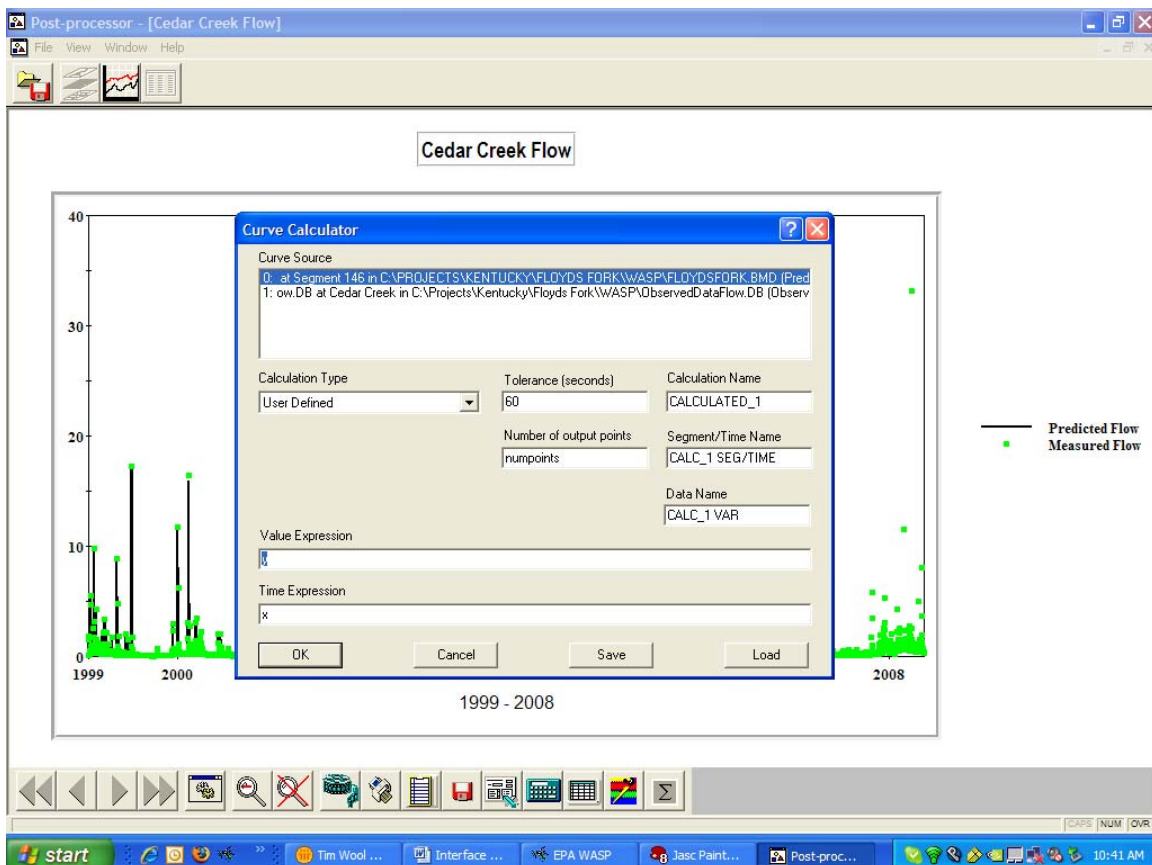 Post-processor - [Cedar Creek Flow]
File View Window Help
Cedar Creek Flow
40
30
20
10
0
1999
2000
2008
1999 - 2008
Predicted Flow
Measured Flow
Curve Calculator
Curve Source
0: at Segment 146 in C:\PROJECTS\KENTUCKY\FLOYDS FORK\WASP\FLOYDSFORK.BMD (Pred
1: ow.DB at Cedar Creek in C:\Projects\Kentucky\Floyds Fork\WASP\ObservedDataFlow.DB (Observ
Calculation Type
User Defined
Tolerance (seconds)
60
Calculation Name
CALCULATED_1
Number of output points
numpoints
Segment/Time Name
CALC_1 SEG/TIME
Data Name
CALC_1 VAR
Value Expression
y
Time Expression
x
OK Cancel Save Load
CAPS NUM OVR
start
Tim Wool ...
Interface ...
EPA WASP
Jasc Paint...
Post-proc...
10:41 AM